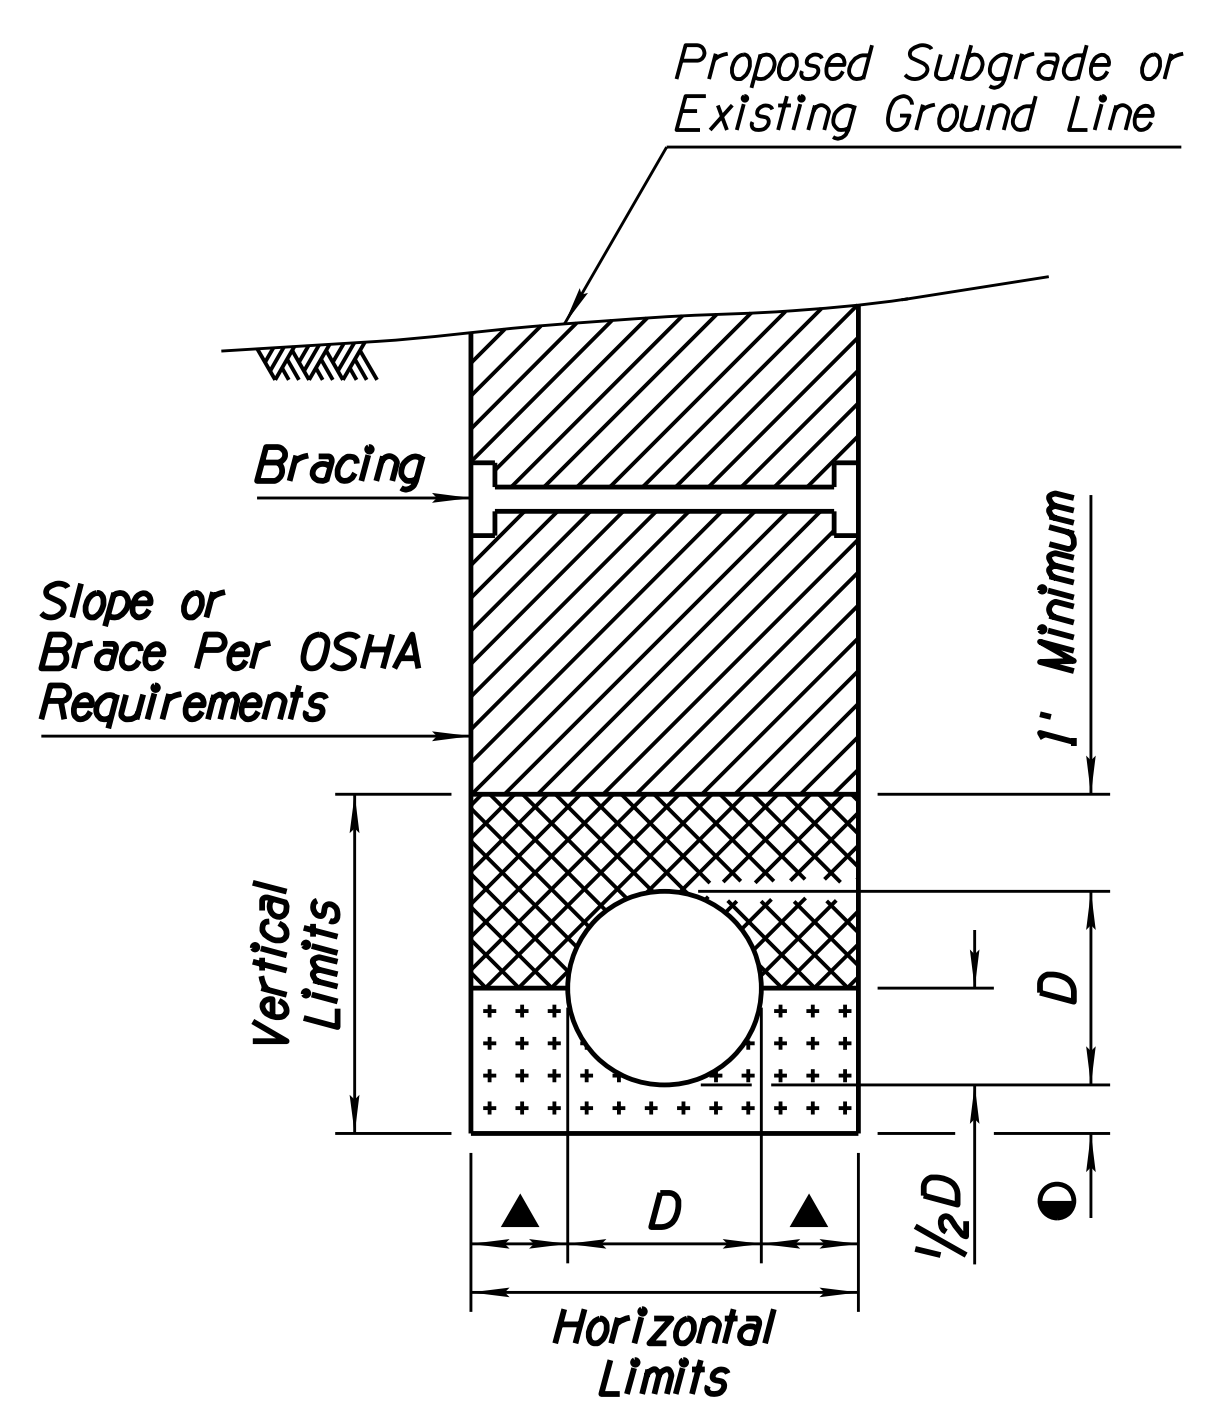 Proposed Subgrade or
Existing Ground Line
Bracing
Slope or
Brace Per OSHA
Requirements
1' Minimum
Vertical
Limits
D
D
½D
Horizontal
Limits